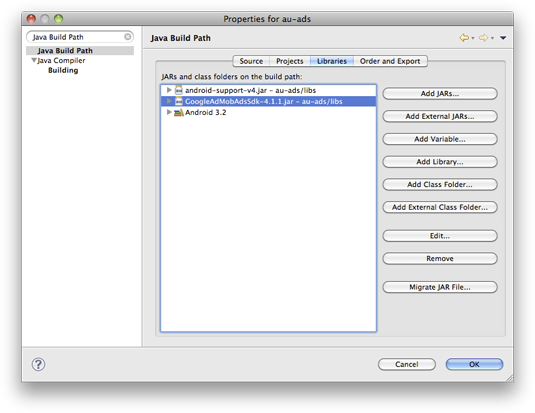 Properties for au-ads
Java Build Path
Java Build Path
Java Compiler
Building
Java Build Path
Source
Projects
Libraries
Order and Export
JARs and class folders on the build path:
android-support-v4.jar - au-ads/libs
GoogleAdMobAdsSdk-4.1.1.jar - au-ads/libs
Android 3.2
Add JARs...
Add External JARs...
Add Variable...
Add Library...
Add Class Folder...
Add External Class Folder...
Edit...
Remove
Migrate JAR File...
?
Cancel
OK